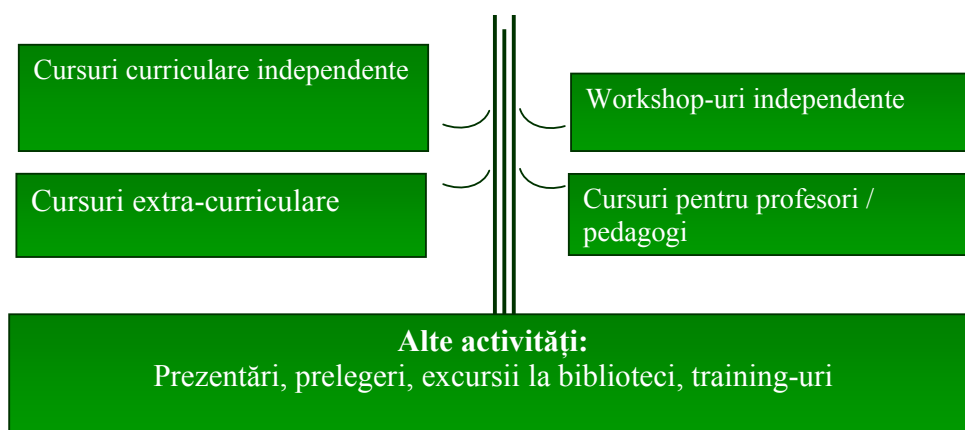 Cursuri curriculare independente
Workshop-uri independente
Cursuri extra-curriculare
Cursuri pentru profesori /
pedagogi
Alte activități:
Prezentări, prelegeri, excursii la biblioteci, training-uri